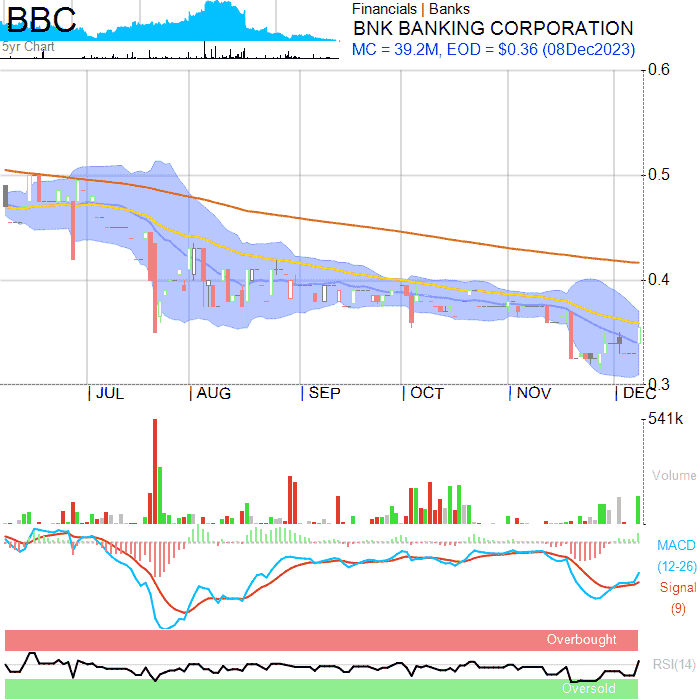 BBC
5yr Chart
Financials | Banks
BNK BANKING CORPORATION
MC = 39.2M, EOD = $0.36 (08Dec2023)
0.6
0.5
0.4
0.3
JUL AUG SEP OCT NOV DEC
541k
Volume
MACD
(12-26)
Signal
(9)
Overbought
RSI(14)
Oversold